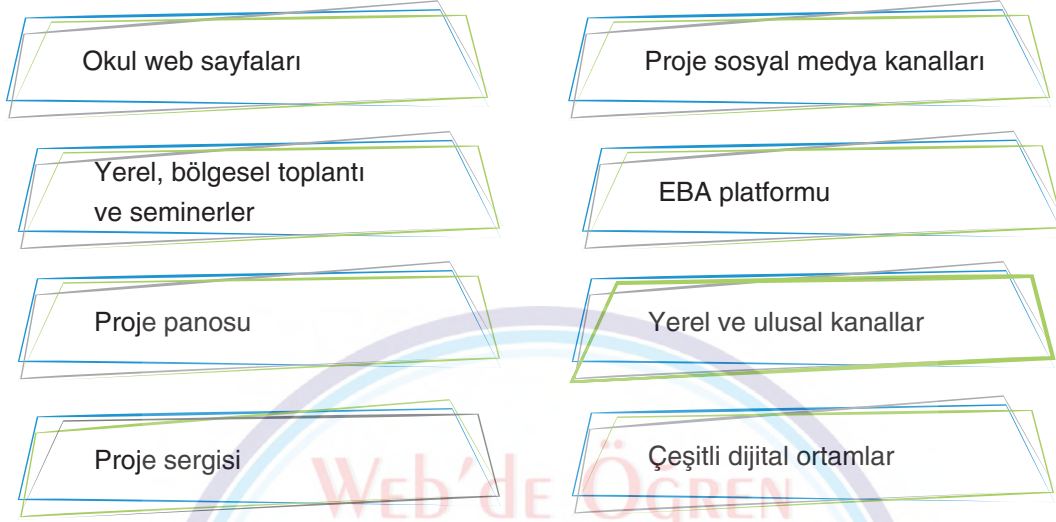 Okul web sayfaları
Proje sosyal medya kanalları
Yerel, bölgesel toplantı
ve seminerler
EBA platformu
Proje panosu
Yerel ve ulusal kanallar
Proje sergisi
Çeşitli dijital ortamlar
Web'de Öğren